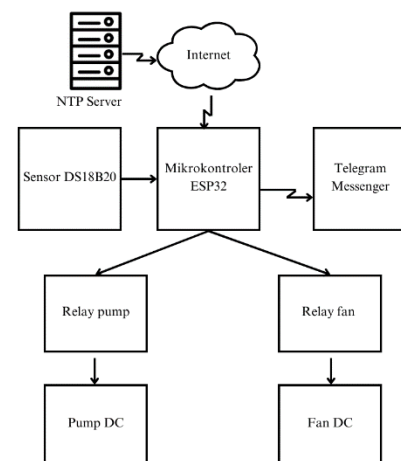 Internet
NTP Server
Sensor DS18B20
Mikrokontroler
ESP32
Telegram
Messenger
Relay pump
Relay fan
Pump DC
Fan DC